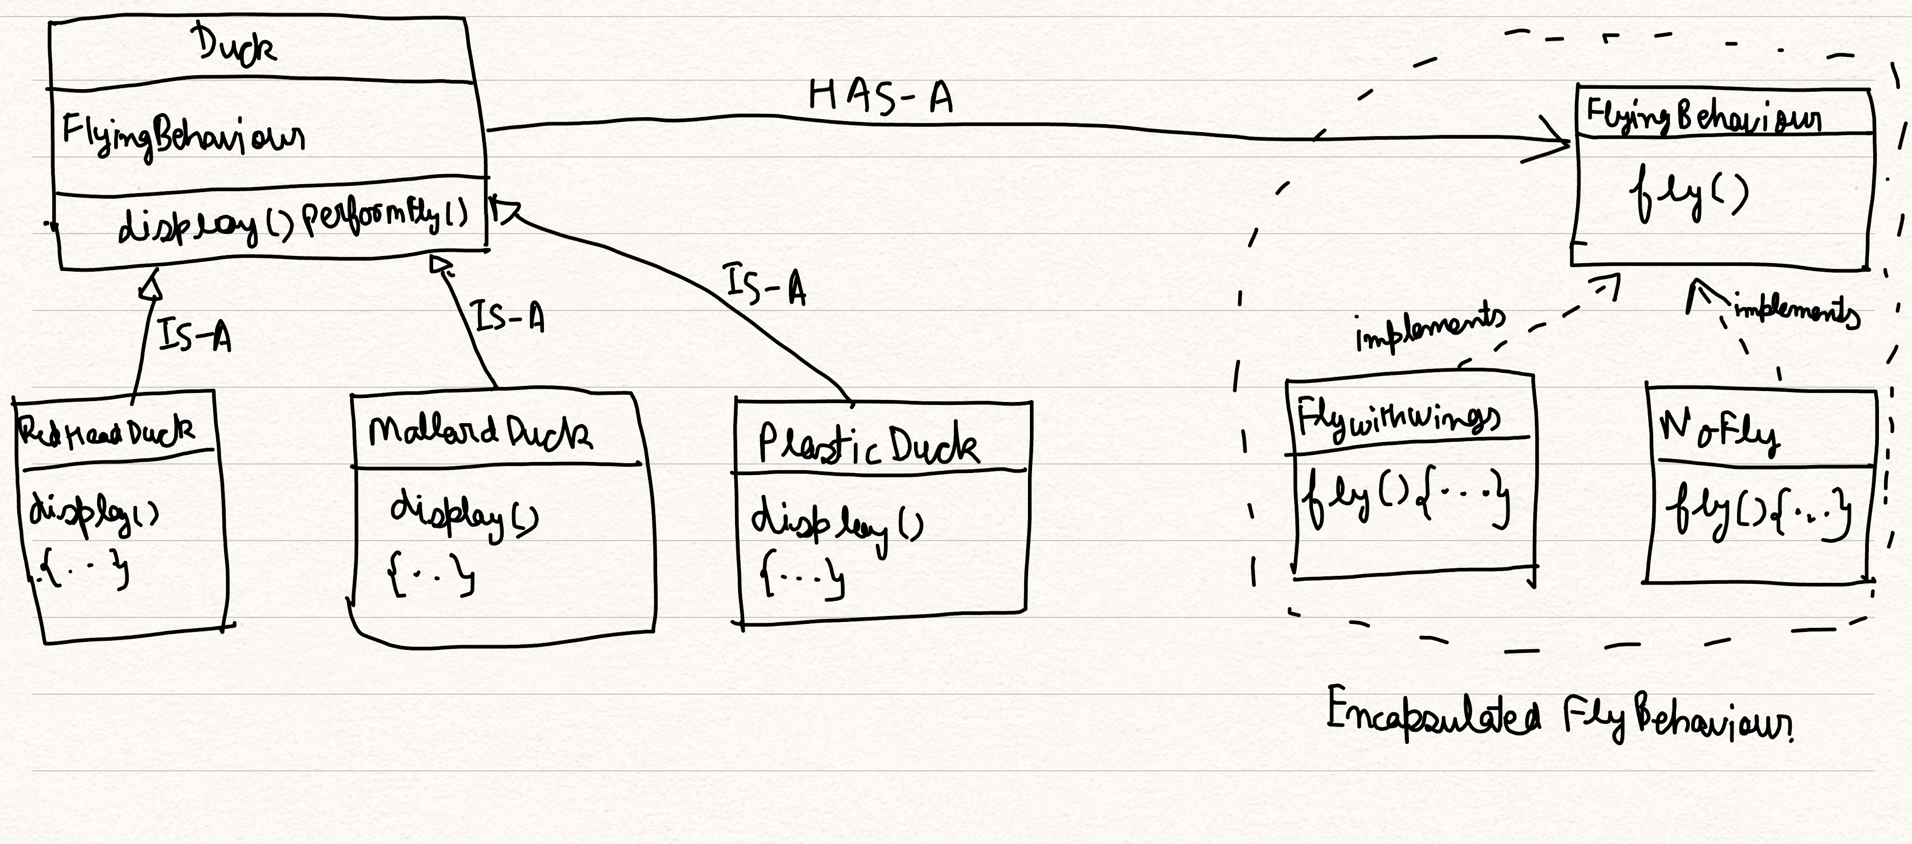 Duck
FlyingBehaviour
display() performFly()
HAS-A
FlyingBehaviour
fly()
IS-A
IS-A
IS-A
implements
implements
RedHeadDuck
display()
{...}
MallardDuck
display()
{...}
PlasticDuck
display()
{...}
Flywithwings
fly(){...}
NoFly
fly(){...}
Encapsulated FlyBehaviour.